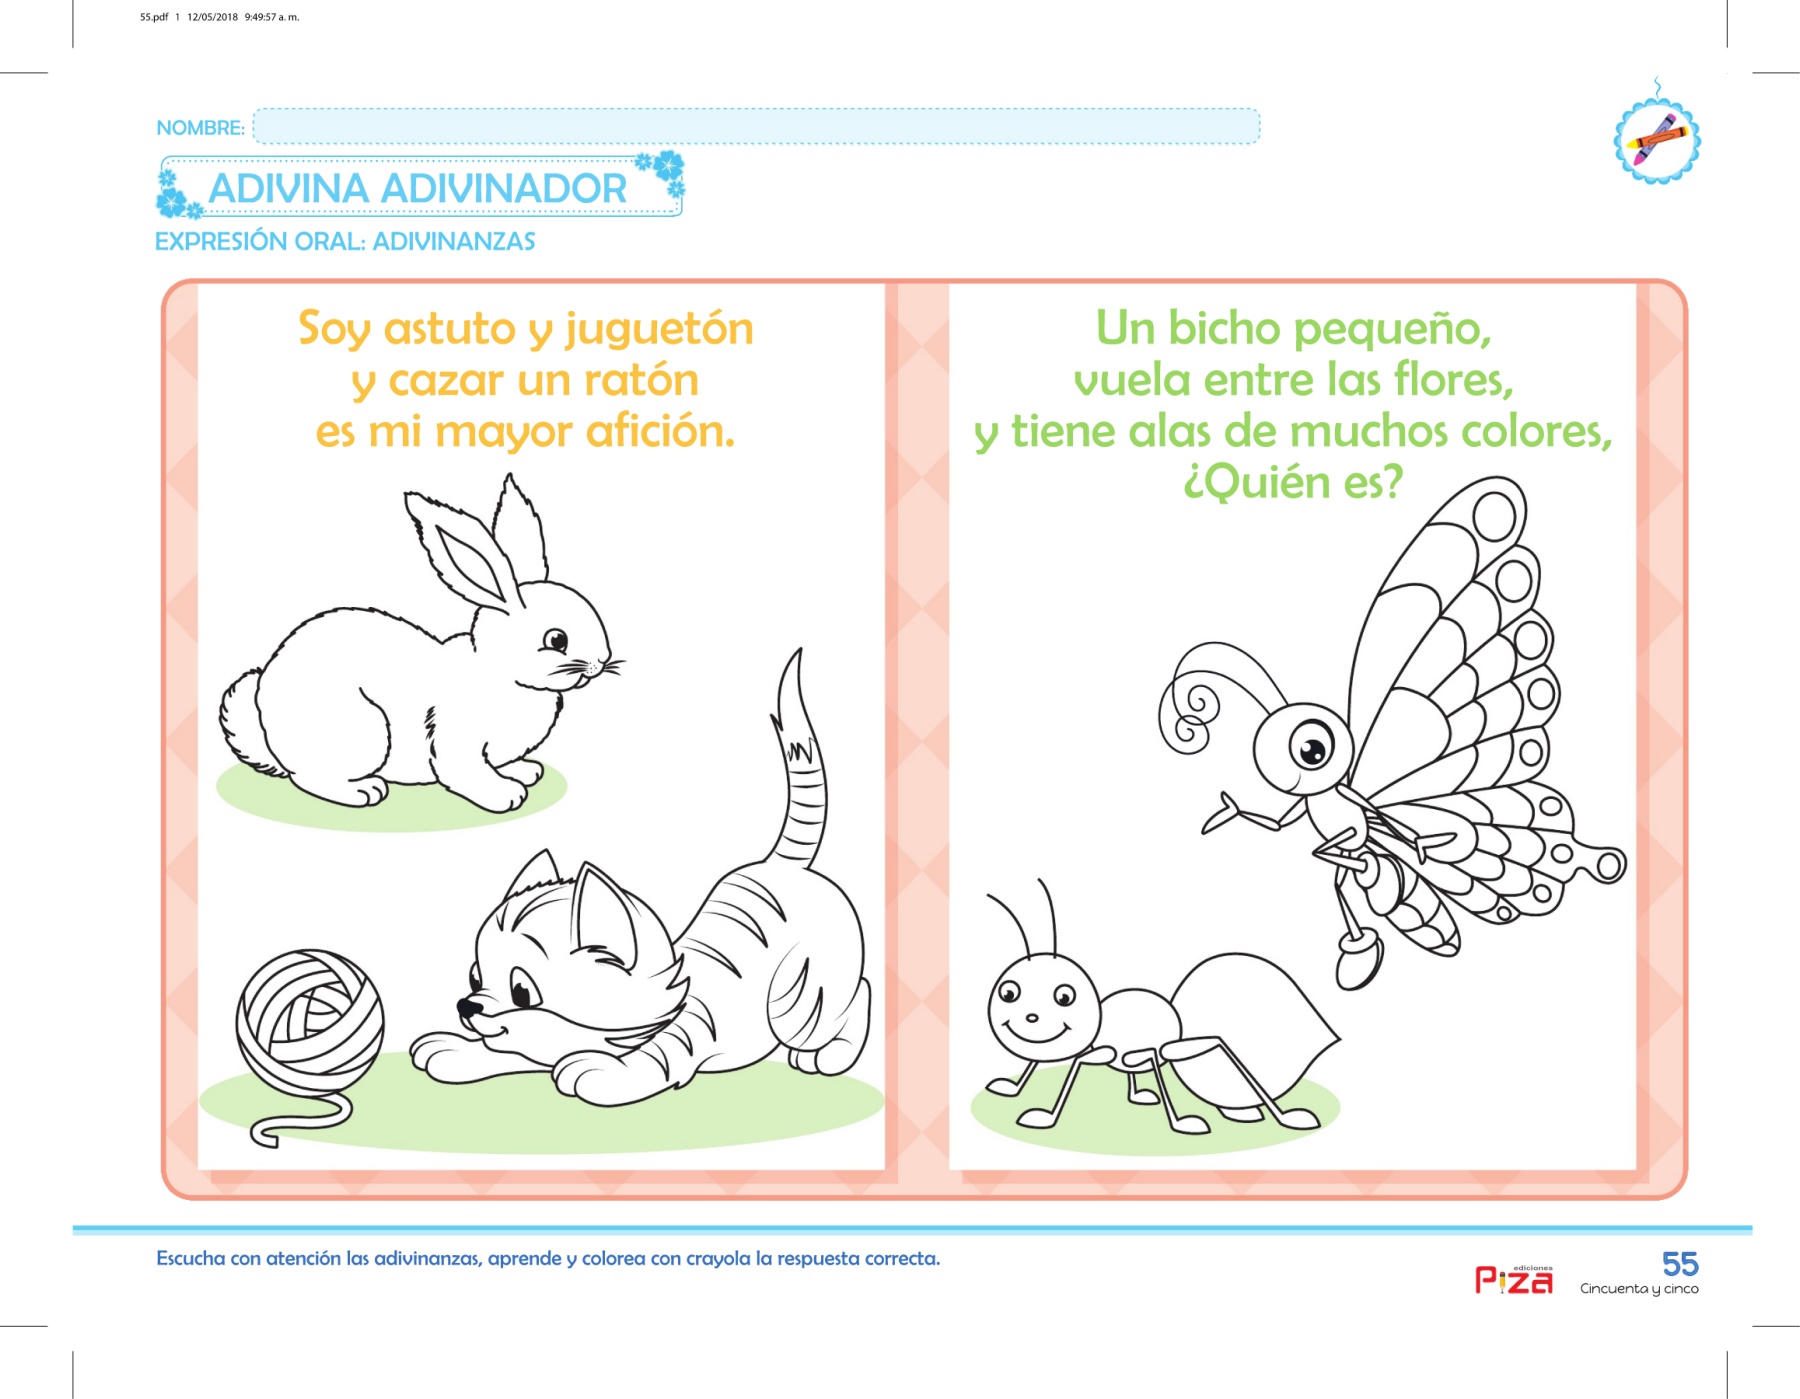 55.pdf 1 12/05/2018 9:49:57 a. m.
NOMBRE:
ADIVINA ADIVINADOR
EXPRESIÓN ORAL: ADIVINANZAS
Soy astuto y juguetón
y cazar un ratón
es mi mayor afición.
Un bicho pequeño,
vuela entre las flores,
y tiene alas de muchos colores,
¿Quién es?
Escucha con atención las adivinanzas, aprende y colorea con crayola la respuesta correcta.
ediciones
Piza
55
Cincuenta y cinco